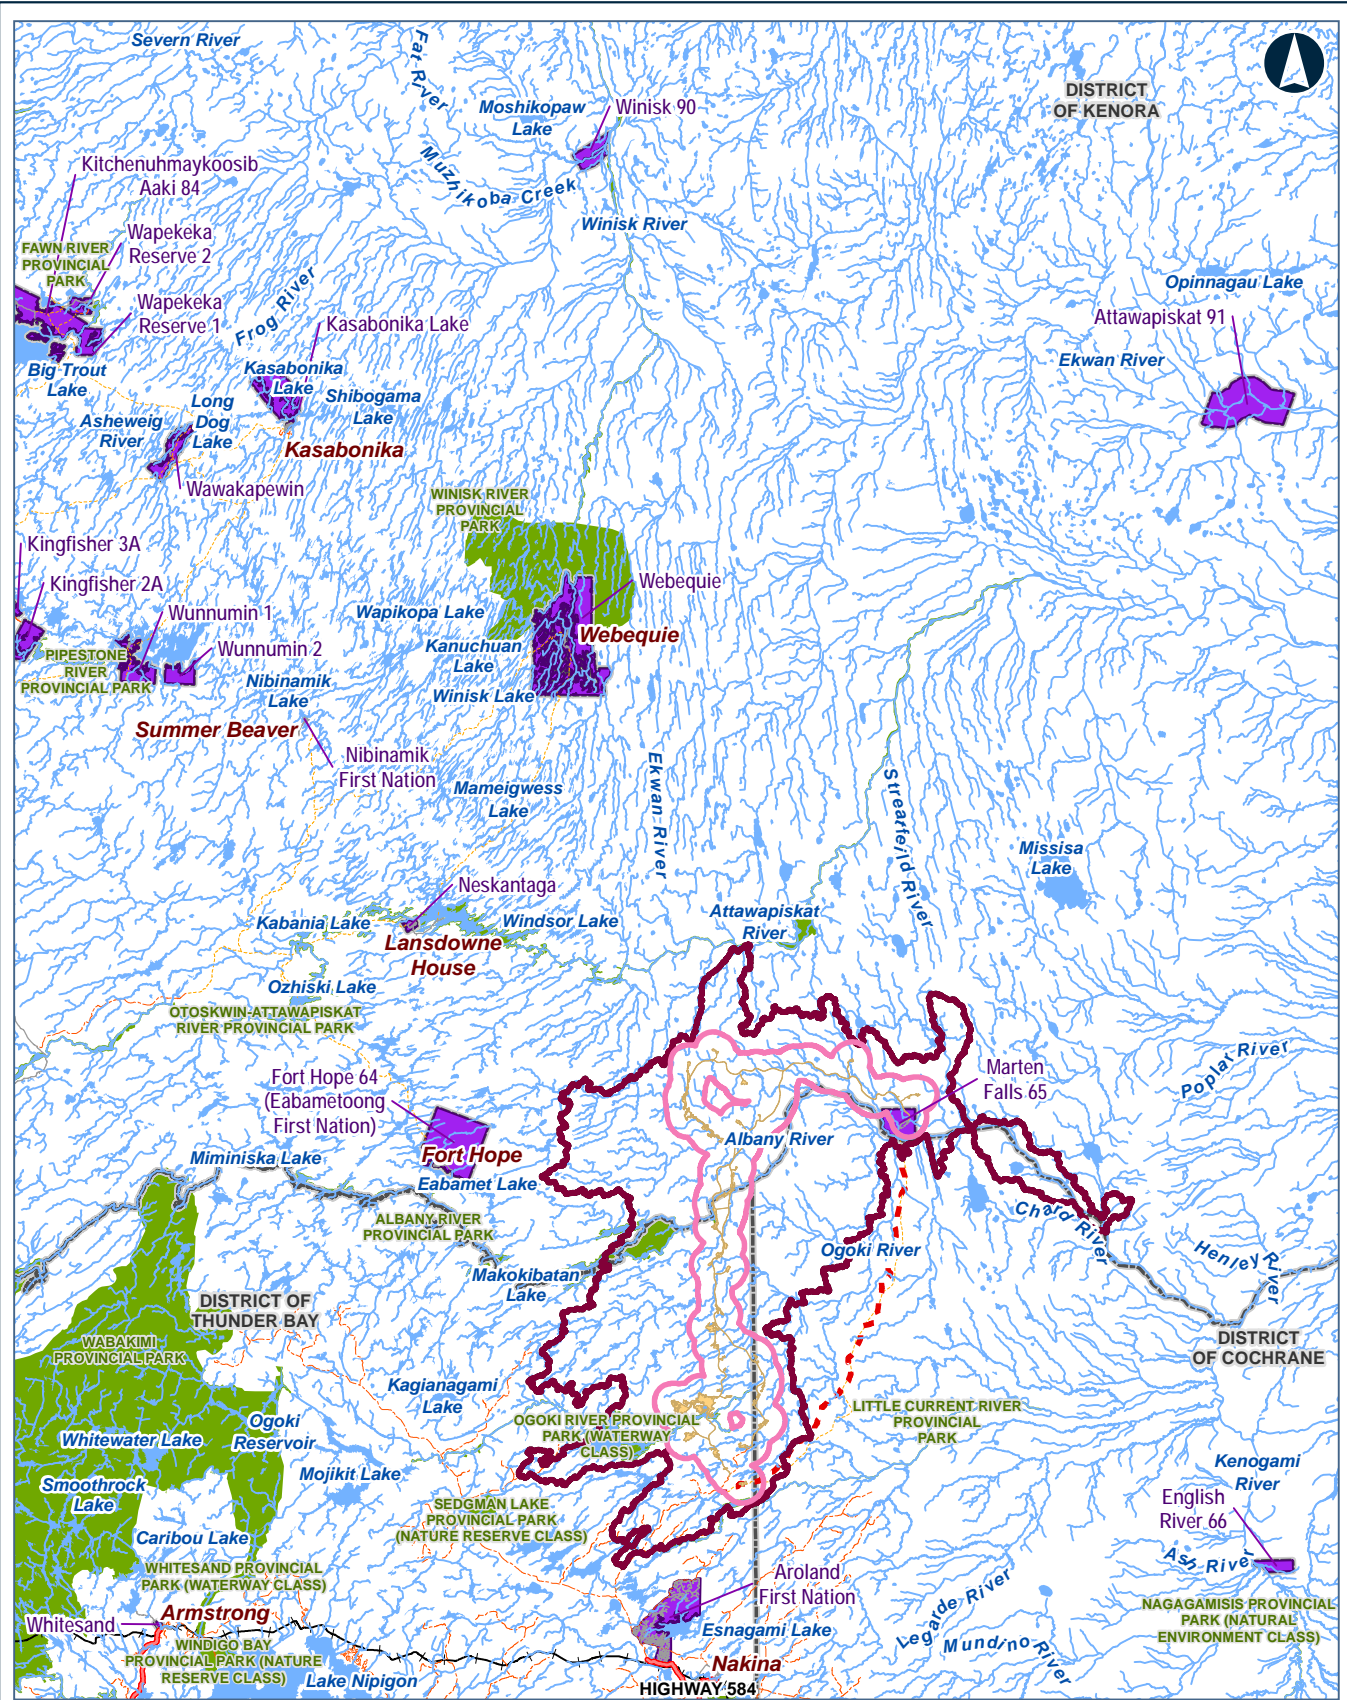 Severn River
Fat River
Moshikopaw
Lake
Winisk 90
DISTRICT
OF KENORA
Kitchenuhmaykoosib
Aaki 84
Muzhikoba Creek
Winisk River
Wapekeka
Reserve 2
FAWN RIVER
PROVINCIAL
PARK
Opinnagau Lake
Wapekeka
Reserve 1
Frog River
Kasabonika Lake
Attawapiskat 91
Ekwan River
Big Trout
Lake
Kasabonika
Lake
Shibogama
Lake
Long
Dog
Lake
Asheweig
River
Kasabonika
Wawakapewin
WINISK RIVER
PROVINCIAL
PARK
Kingfisher 3A
Kingfisher 2A
Webequie
Wunnumin 1
Wapikopa Lake
Webequie
Wunnumin 2
Kanuchuan
Lake
PIPESTONE
RIVER
PROVINCIAL PARK
Nibinamik
Lake
Winisk Lake
Summer Beaver
Nibinamik
First Nation
Mameigwess
Lake
Ekwan River
Streatfeild River
Missisa
Lake
Neskantaga
Kabania Lake
Windsor Lake
Attawapiskat
River
Lansdowne
House
Ozhiski Lake
OTOSKWIN-ATTAWAPISKAT
RIVER PROVINCIAL PARK
Fort Hope 64
(Eabametoong
First Nation)
Marten
Falls 65
Poplar River
Albany River
Fort Hope
Miminiska Lake
Eabamet Lake
ALBANY RIVER
PROVINCIAL PARK
Chard River
Ogoki River
Henley River
Makokibatan
Lake
DISTRICT OF
THUNDER BAY
DISTRICT
OF COCHRANE
WABAKIMI
PROVINCIAL PARK
Kagianagami
Lake
LITTLE CURRENT RIVER
PROVINCIAL
PARK
OGOKI RIVER PROVINCIAL
PARK (WATERWAY
CLASS)
Ogoki
Reservoir
Whitewater Lake
Mojikit Lake
Kenogami
River
Smoothrock
Lake
English
River 66
SEDGMAN LAKE
PROVINCIAL PARK
(NATURE RESERVE CLASS)
Caribou Lake
Ash River
WHITESAND PROVINCIAL
PARK (WATERWAY CLASS)
Aroland
First Nation
Legarde River
NAGAGAMISIS PROVINCIAL
PARK (NATURAL
ENVIRONMENT CLASS)
Armstrong
Whitesand
Esnagami Lake
Mundino River
WINDIGO BAY
PROVINCIAL PARK (NATURE
RESERVE CLASS)
Nakina
Lake Nipigon
HIGHWAY 584